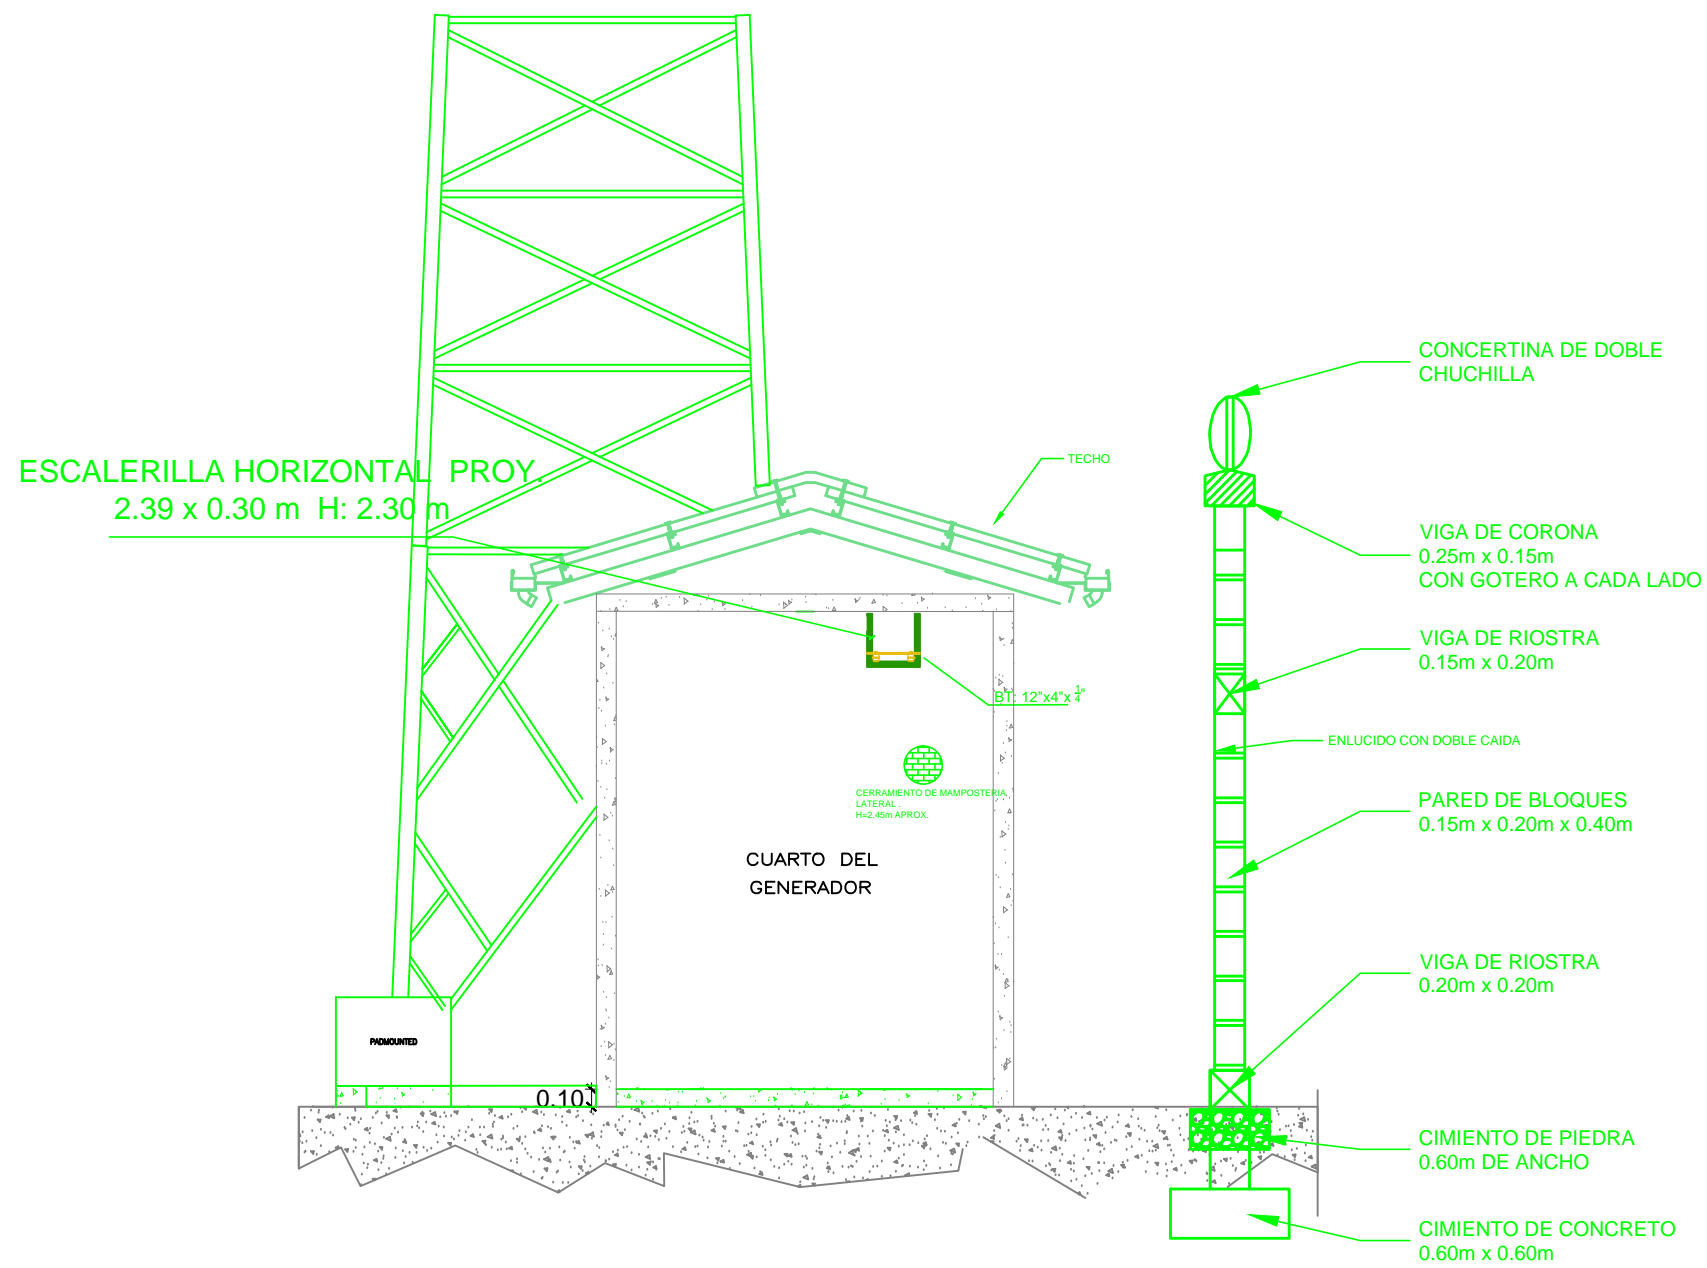 CONCERTINA DE DOBLE
CHUCHILLA
ESCALERILLA HORIZONTAL PROY.
2.39 x 0.30 m H: 2.30 m
TECHO
VIGA DE CORONA
0.25m x 0.15m
CON GOTERO A CADA LADO
VIGA DE RIOSTRA
0.15m x 0.20m
BT: 12"x4"x 1/4"
ENLUCIDO CON DOBLE CAIDA
CERRAMIENTO DE MAMPOSTERIA
LATERAL .
H=2.45m APROX.
PARED DE BLOQUES
0.15m x 0.20m x 0.40m
CUARTO DEL
GENERADOR
VIGA DE RIOSTRA
0.20m x 0.20m
PADMOUNTED
0.10
CIMIENTO DE PIEDRA
0.60m DE ANCHO
CIMIENTO DE CONCRETO
0.60m x 0.60m